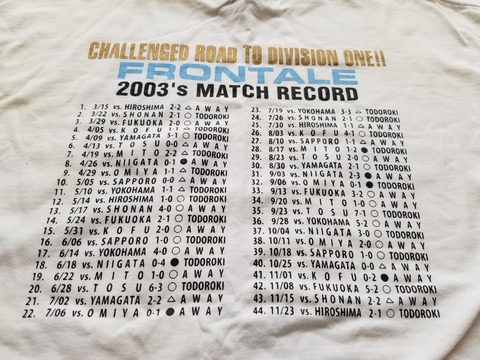 CHALLENGED ROAD TO DIVISION ONE!!
FRONTALE
2003's MATCH RECORD
1. 3/15 vs. HIROSHIMA 2-2 △ AWAY
2. 3/22 vs. SHONAN 2-1 ○ TODOROKI
3. 3/29 vs. FUKUOKA 2-0 ○ AWAY
4. 4/05 vs. KOFU 1-1 △ TODOROKI
5. 4/09 vs. YAMAGATA 2-1 ○ TODOROKI
6. 4/13 vs. TOSU 0-0 △ AWAY
7. 4/19 vs. MITO 2-2 △ TODOROKI
8. 4/26 vs. NIIGATA 0-1 ● AWAY
9. 4/29 vs. OMIYA 1-1 △ TODOROKI
10. 5/05 vs. SAPPORO 0-0 △ AWAY
11. 5/10 vs. YOKOHAMA 1-1 △ TODOROKI
12. 5/14 vs. HIROSHIMA 1-0 ○ TODOROKI
13. 5/17 vs. SHONAN 4-0 ○ AWAY
14. 5/24 vs. FUKUOKA 2-1 ○ TODOROKI
15. 5/31 vs. KOFU 2-0 ○ AWAY
16. 6/06 vs. SAPPORO 1-0 ○ TODOROKI
17. 6/14 vs. YOKOHAMA 4-0 ○ AWAY
18. 6/18 vs. NIIGATA 0-4 ● TODOROKI
19. 6/22 vs. MITO 1-0 ○ AWAY
20. 6/28 vs. TOSU 6-3 ○ TODOROKI
21. 7/02 vs. YAMAGATA 2-2 △ AWAY
22. 7/06 vs. OMIYA 0-1 ● AWAY
23. 7/19 vs. YOKOHAMA 3-3 △ TODOROKI
24. 7/26 vs. SHONAN 2-1 ○ AWAY
25. 7/30 vs. HIROSHIMA 1-1 △ AWAY
26. 8/03 vs. KOFU 4-1 ○ TODOROKI
27. 8/10 vs. SAPPORO 1-1 △ AWAY
28. 8/17 vs. MITO 1-2 ● TODOROKI
29. 8/23 vs. TOSU 2-0 ○ AWAY
30. 8/30 vs. YAMAGATA 1-0 ○ TODOROKI
31. 9/03 vs. NIIGATA 2-3 ● AWAY
32. 9/06 vs. OMIYA 0-1 ● TODOROKI
33. 9/13 vs. FUKUOKA 3-2 ○ AWAY
34. 9/20 vs. MITO 1-0 ○ AWAY
35. 9/23 vs. TOSU 7-1 ○ TODOROKI
36. 9/28 vs. YOKOHAMA 5-2 ○ AWAY
37. 10/04 vs. NIIGATA 3-0 ○ TODOROKI
38. 10/11 vs. OMIYA 2-0 ○ AWAY
39. 10/18 vs. SAPPORO 1-0 ○ TODOROKI
40. 10/25 vs. YAMAGATA 0-0 △ AWAY
41. 11/01 vs. KOFU 0-2 ● AWAY
42. 11/08 vs. FUKUOKA 5-2 ○ TODOROKI
43. 11/15 vs. SHONAN 2-2 △ AWAY
44. 11/23 vs. HIROSHIMA 2-1 ○ TODOROKI